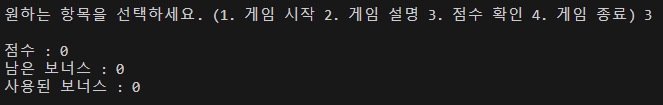 원하는 항목을 선택하세요. (1. 게임 시작 2. 게임 설명 3. 점수 확인 4. 게임 종료) 3
점수 : 0
남은 보너스 : 0
사용된 보너스 : 0